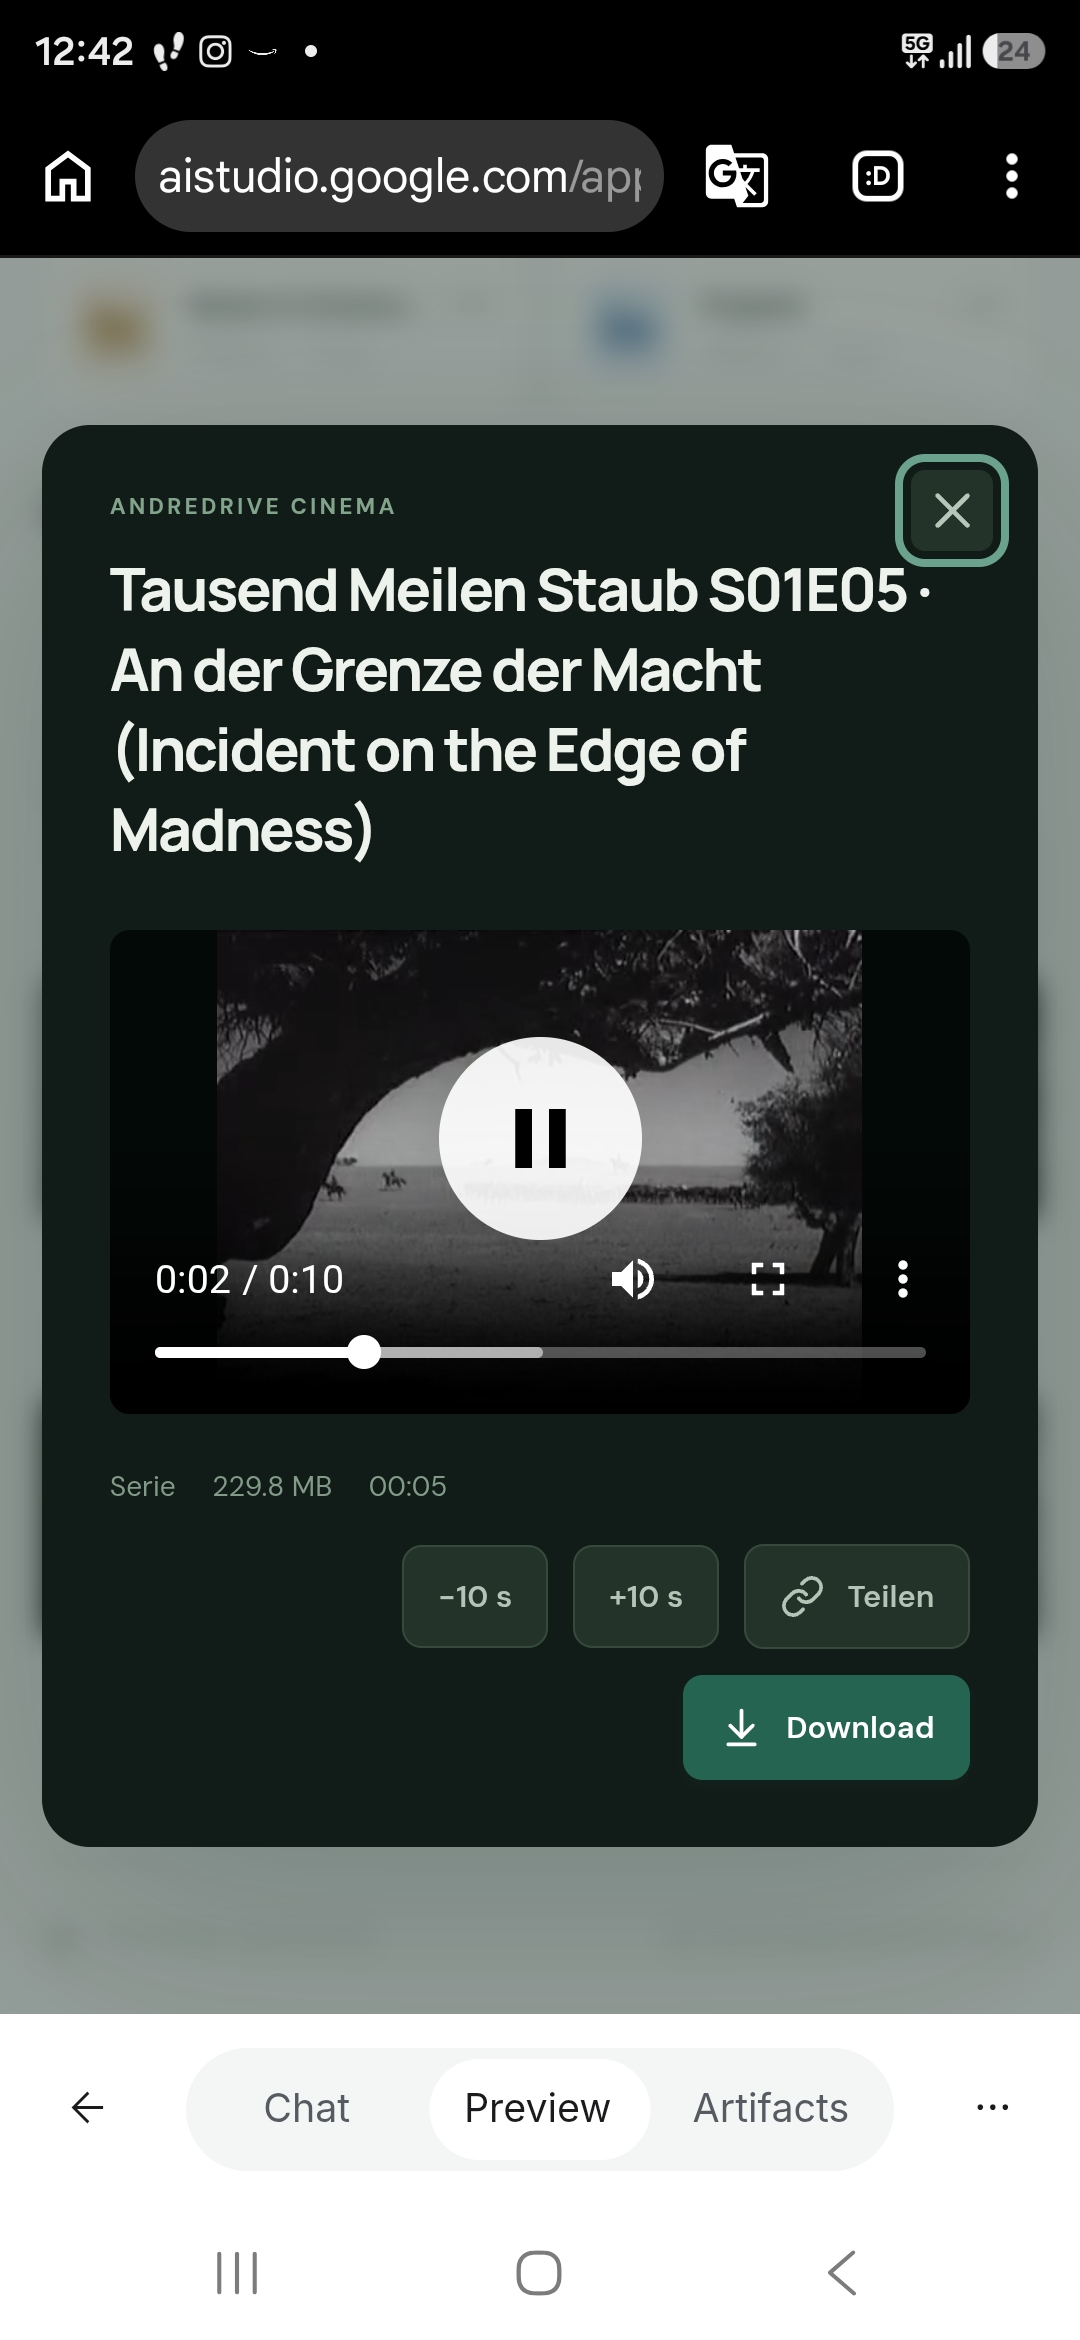 12:42
5G
24
aistudio.google.com/app
:D
ANDREDRIVE CINEMA
Tausend Meilen Staub S01E05 ·
An der Grenze der Macht
(Incident on the Edge of
Madness)
0:02 / 0:10
Serie 229.8 MB 00:05
−10 s +10 s Teilen
Download
Chat Preview Artifacts